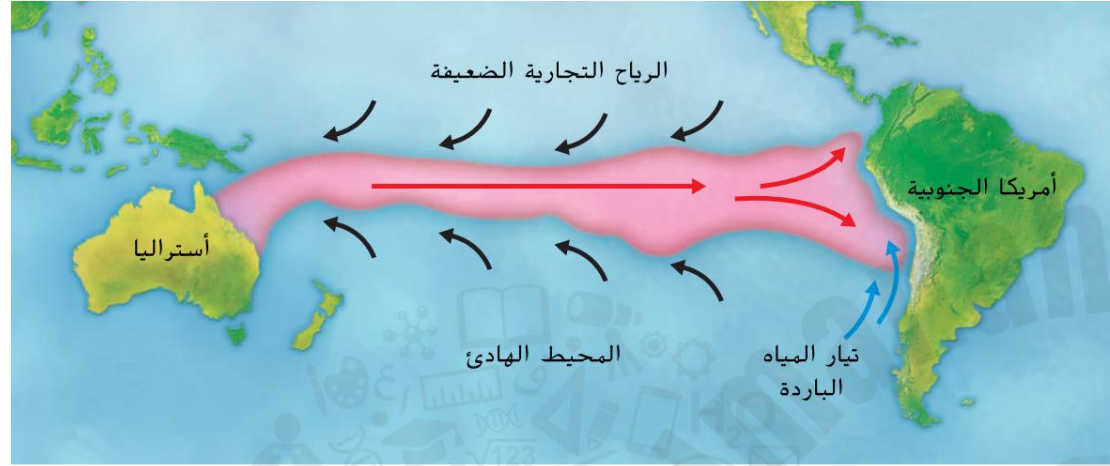 الرياح التجارية الضعيفة
أمريكا الجنوبية
أستراليا
المحيط الهادئ
تيار المياه
الباردة